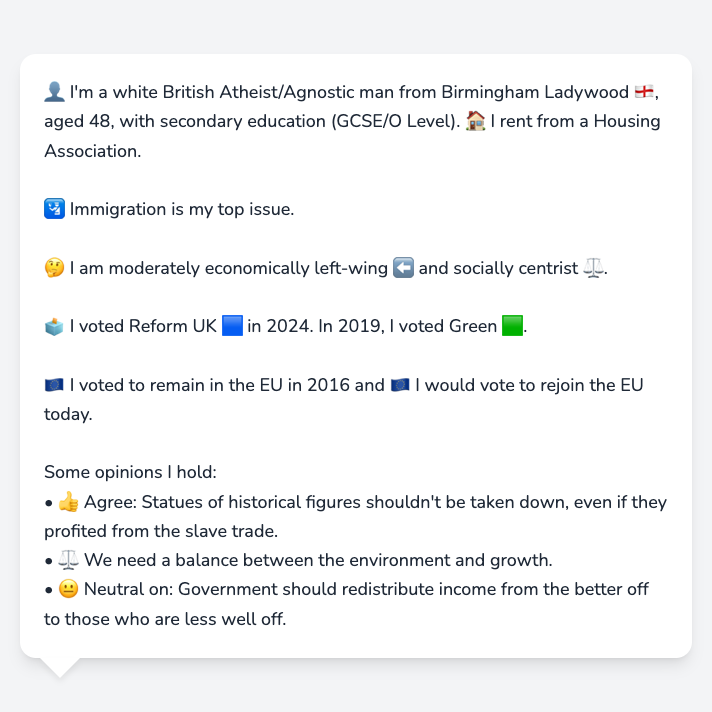 👤 I'm a white British Atheist/Agnostic man from Birmingham Ladywood 🏴󠁧󠁢󠁥󠁮󠁧󠁿,
aged 48, with secondary education (GCSE/O Level). 🏠 I rent from a Housing
Association.
🛂 Immigration is my top issue.
🤔 I am moderately economically left-wing ⬅️ and socially centrist ⚖️.
🗳️ I voted Reform UK 🟦 in 2024. In 2019, I voted Green 🟩.
🇪🇺 I voted to remain in the EU in 2016 and 🇪🇺 I would vote to rejoin the EU
today.
Some opinions I hold:
• 👍 Agree: Statues of historical figures shouldn't be taken down, even if they
profited from the slave trade.
• ⚖️ We need a balance between the environment and growth.
• 😐 Neutral on: Government should redistribute income from the better off
to those who are less well off.